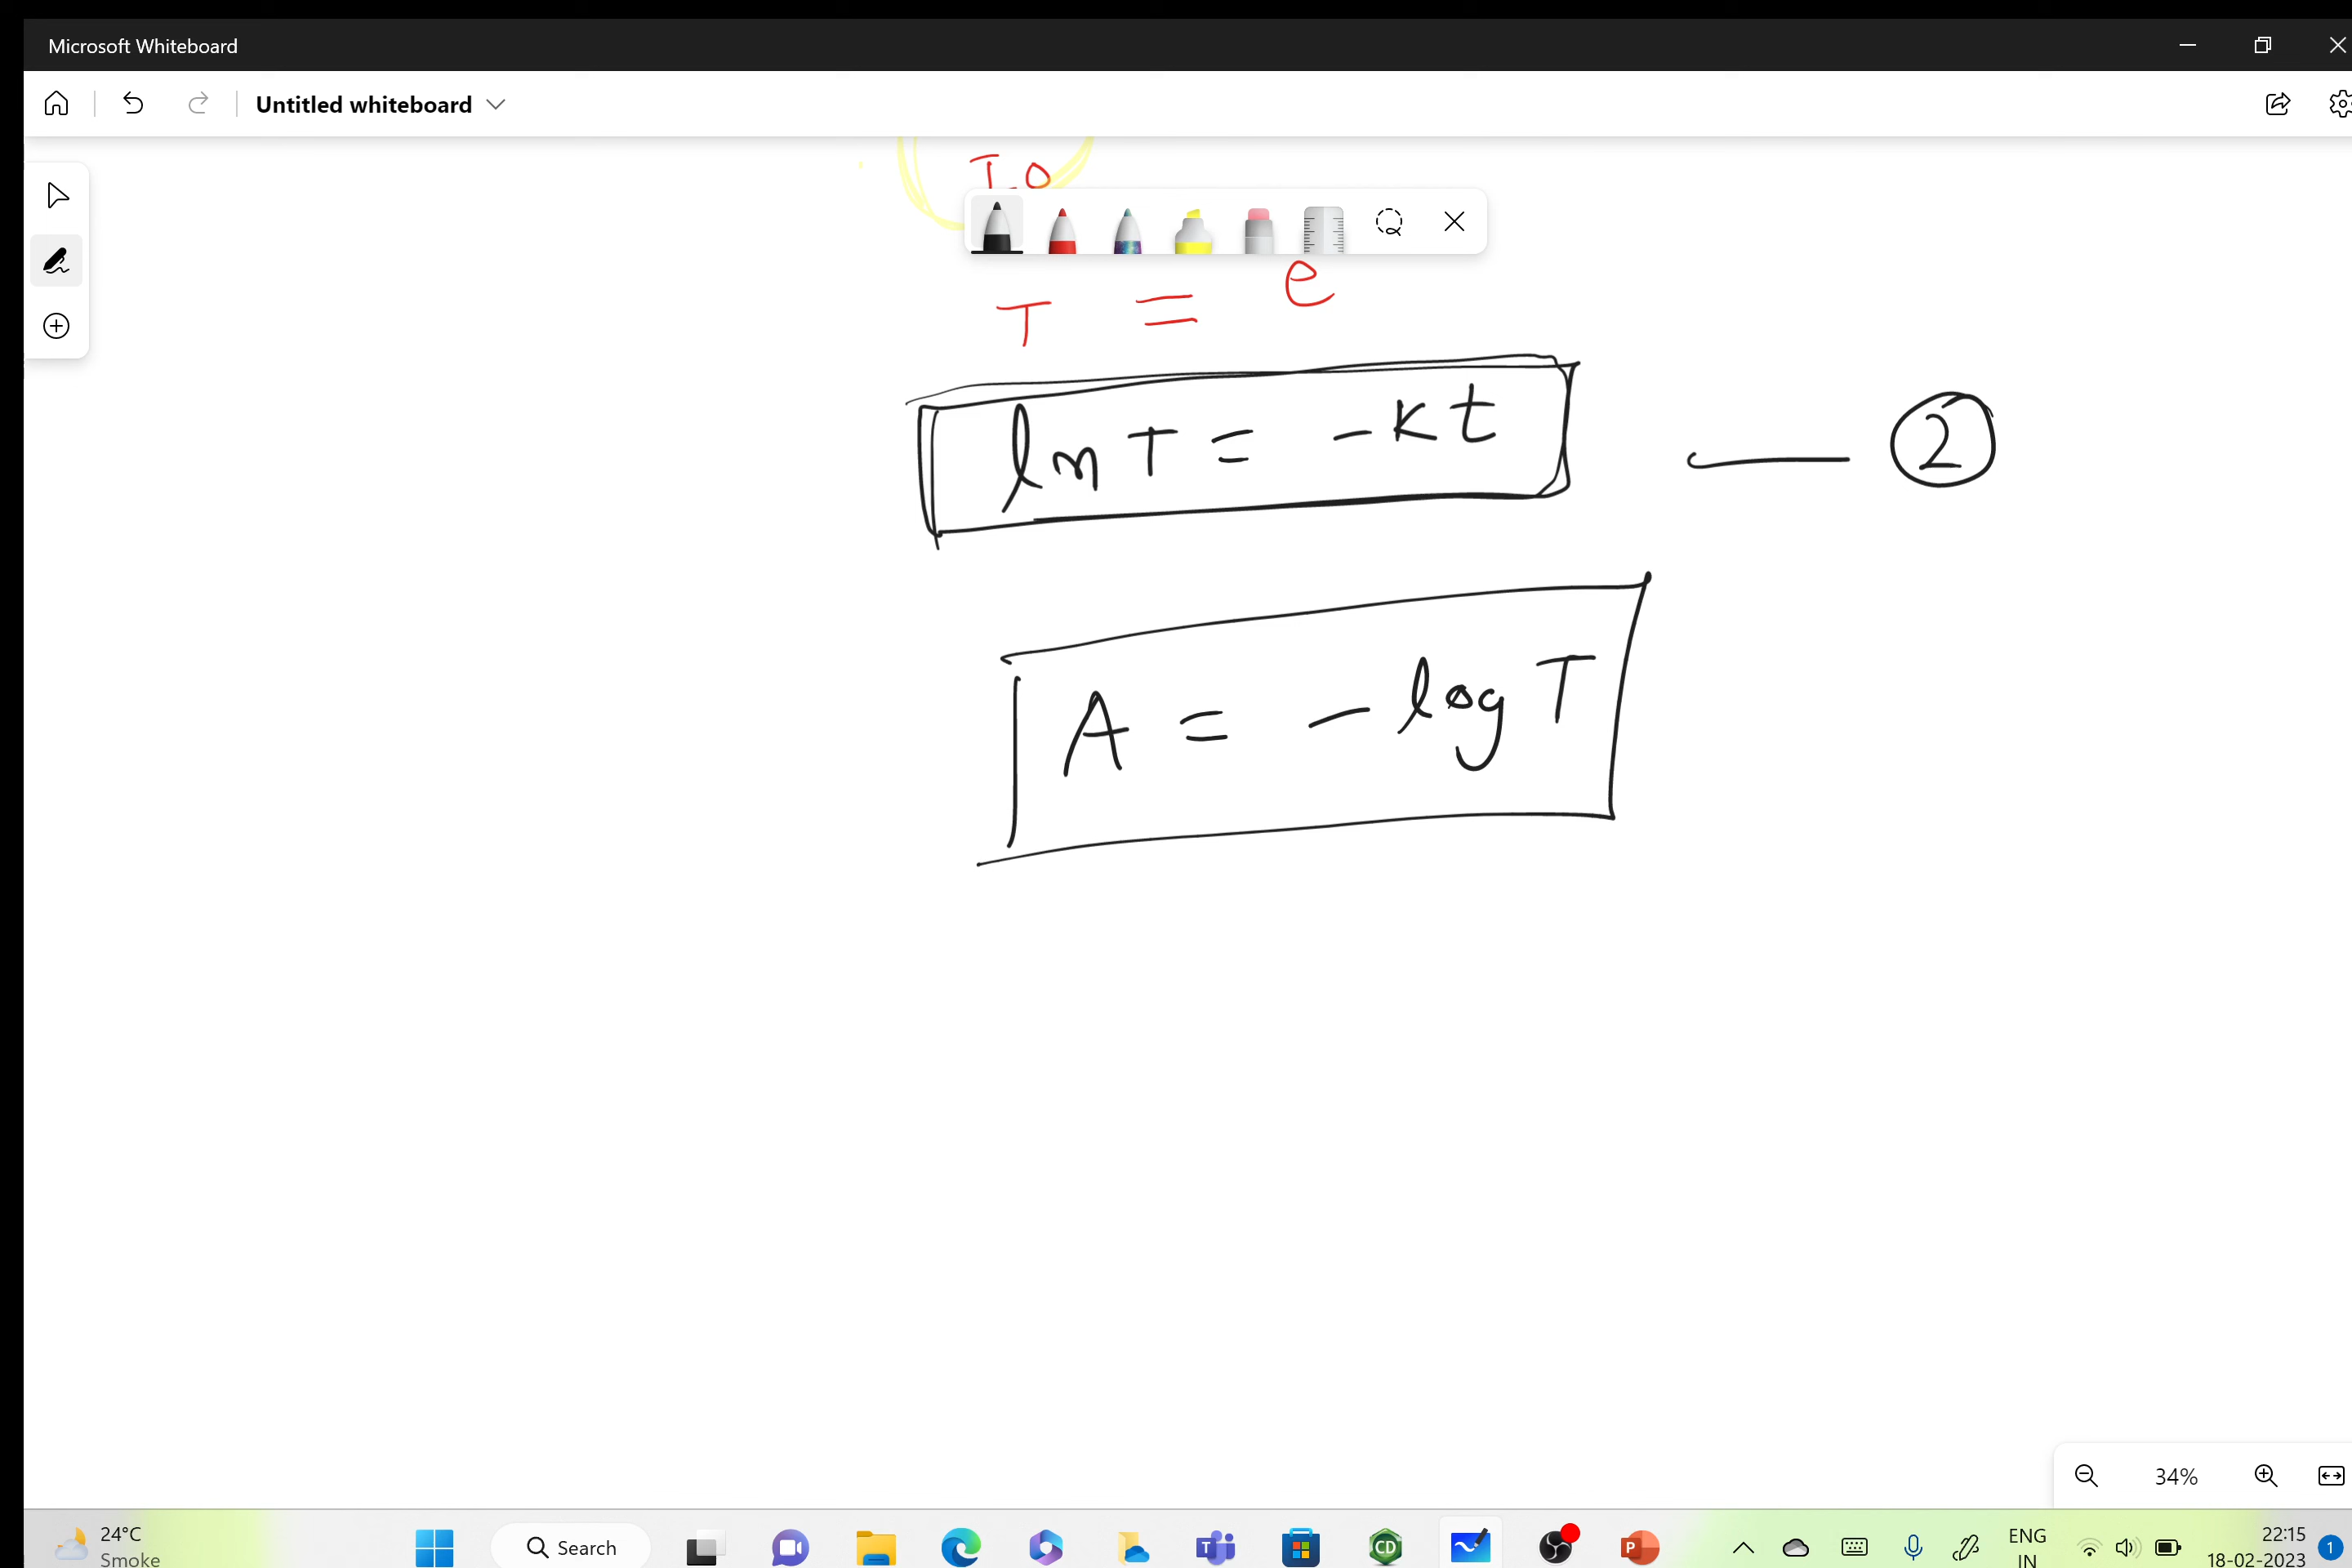 Microsoft Whiteboard
Untitled whiteboard
I0
T = e
ln T = -kt
2
A = - log T
34%
24°C
Smoke
Search
ENG
IN
22:15
18-02-2023
1